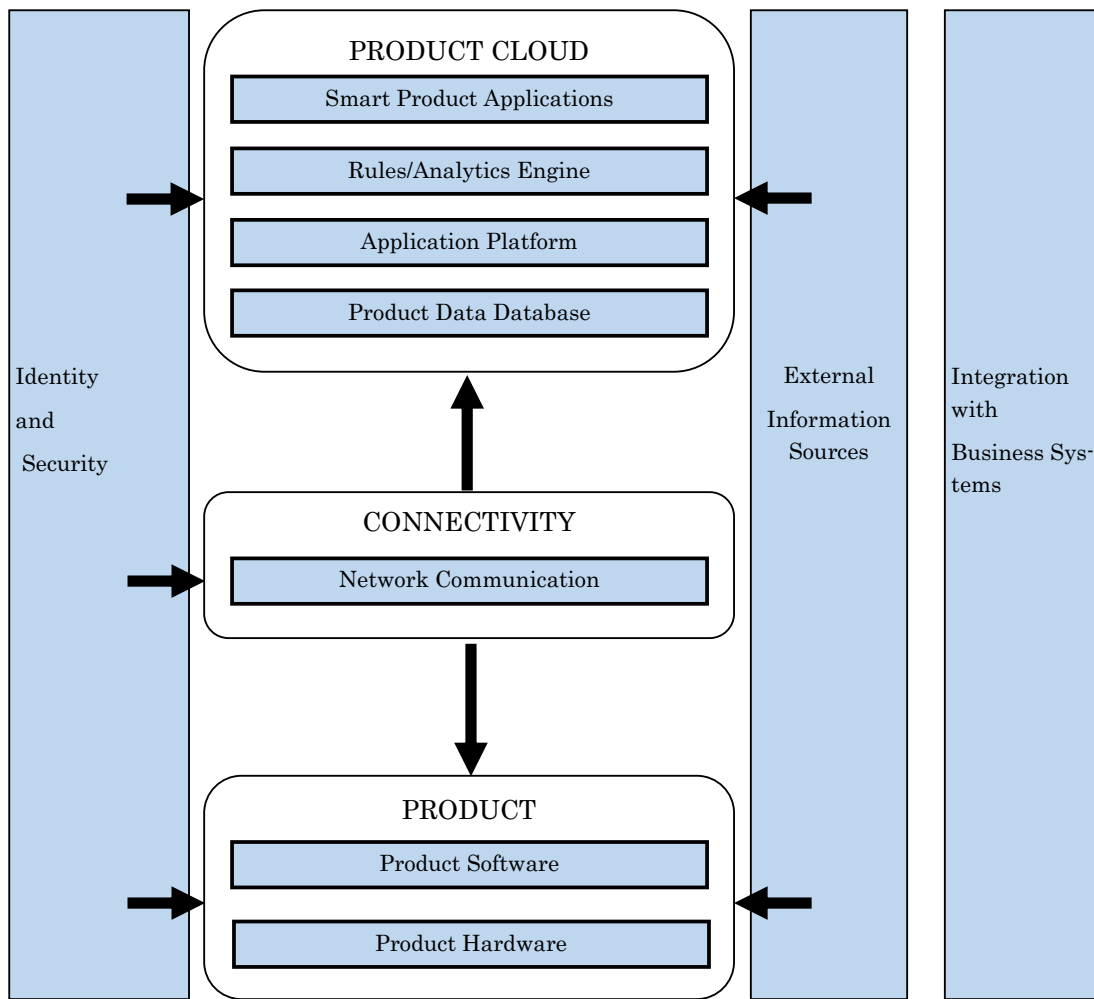 PRODUCT CLOUD
Smart Product Applications
Rules/Analytics Engine
Application Platform
Product Data Database
Identity
and
Security
External
Information
Sources
Integration
with
Business Sys-
tems
CONNECTIVITY
Network Communication
PRODUCT
Product Software
Product Hardware